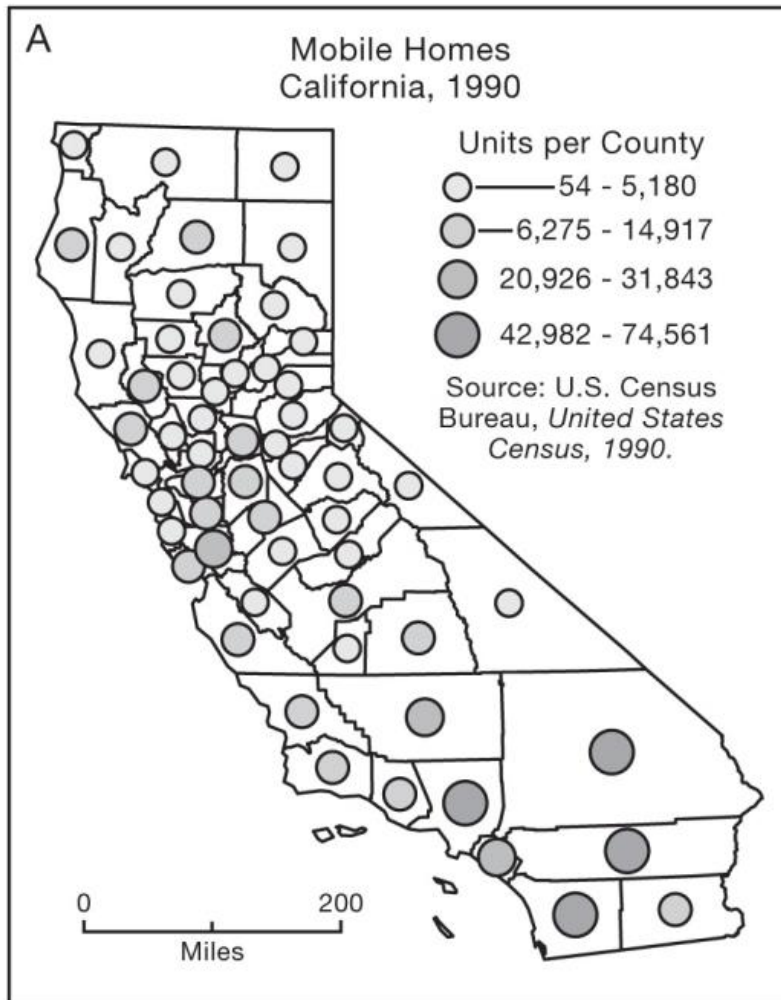 A
Mobile Homes
California, 1990
Units per County
54 - 5,180
6,275 - 14,917
20,926 - 31,843
42,982 - 74,561
Source: U.S. Census
Bureau, United States
Census, 1990.
0 200
Miles